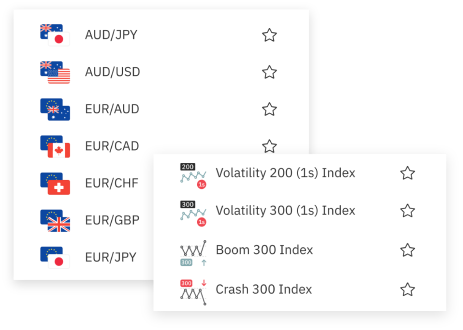 AUD/JPY
AUD/USD
EUR/AUD
EUR/CAD
EUR/CHF
EUR/GBP
EUR/JPY
200
1s
Volatility 200 (1s) Index
300
1s
Volatility 300 (1s) Index
300
Boom 300 Index
300
Crash 300 Index